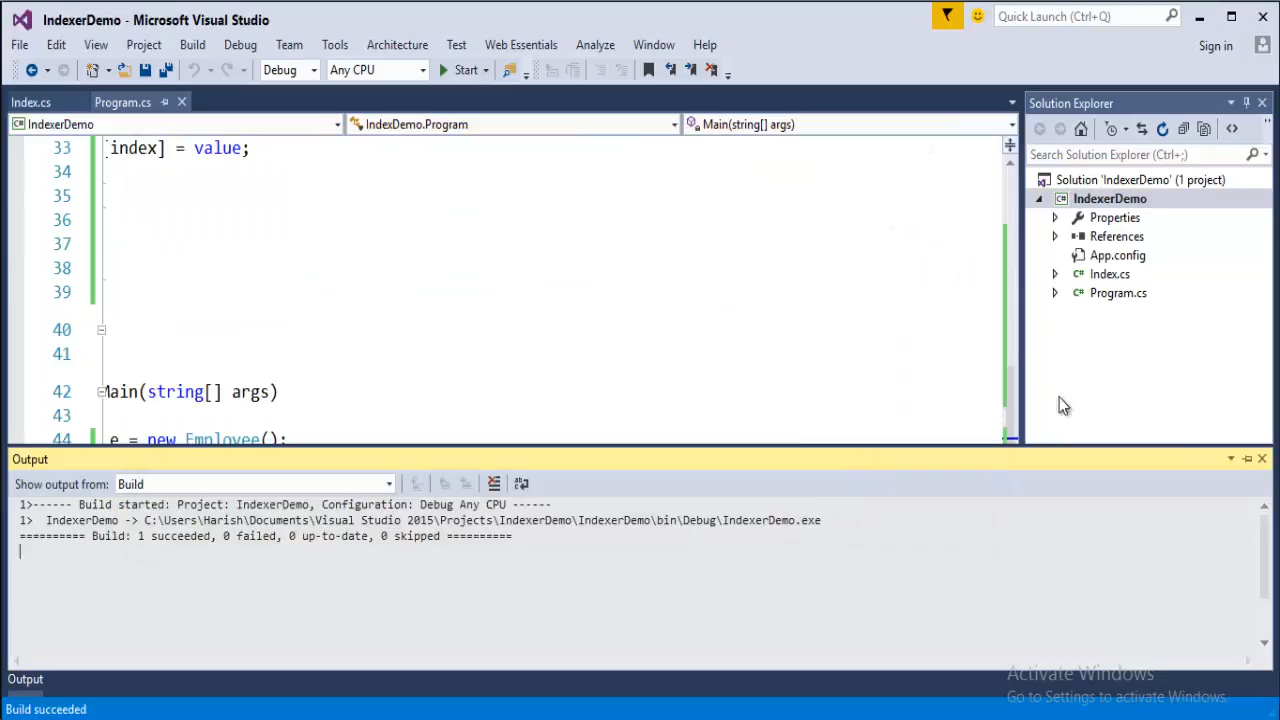 IndexerDemo - Microsoft Visual Studio
Quick Launch (Ctrl+Q)
File Edit View Project Build Debug Team Tools Architecture Test Web Essentials Analyze Window Help
Sign in
Debug Any CPU Start
Index.cs Program.cs
IndexerDemo IndexDemo.Program Main(string[] args)
33 [index] = value;
34
35
36
37
38
39
40
41
42 Main(string[] args)
43
44 e = new Employee();
Solution Explorer
Search Solution Explorer (Ctrl+;)
Solution 'IndexerDemo' (1 project)
IndexerDemo
Properties
References
App.config
Index.cs
Program.cs
Output
Show output from: Build
1>------ Build started: Project: IndexerDemo, Configuration: Debug Any CPU ------
1> IndexerDemo -> C:\Users\Harish\Documents\Visual Studio 2015\Projects\IndexerDemo\IndexerDemo\bin\Debug\IndexerDemo.exe
========== Build: 1 succeeded, 0 failed, 0 up-to-date, 0 skipped ==========
Activate Windows
Go to Settings to activate Windows.
Output
Build succeeded